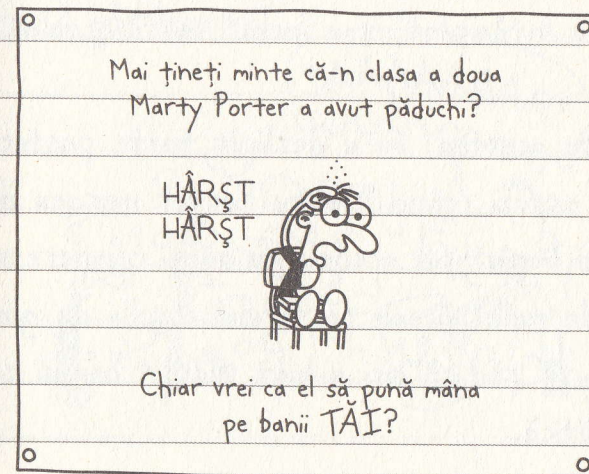 Mai țineți minte că-n clasa a doua
Marty Porter a avut păduchi?
HÂRȘT
HÂRȘT
Chiar vrei ca el să pună mâna
pe banii TĂI?